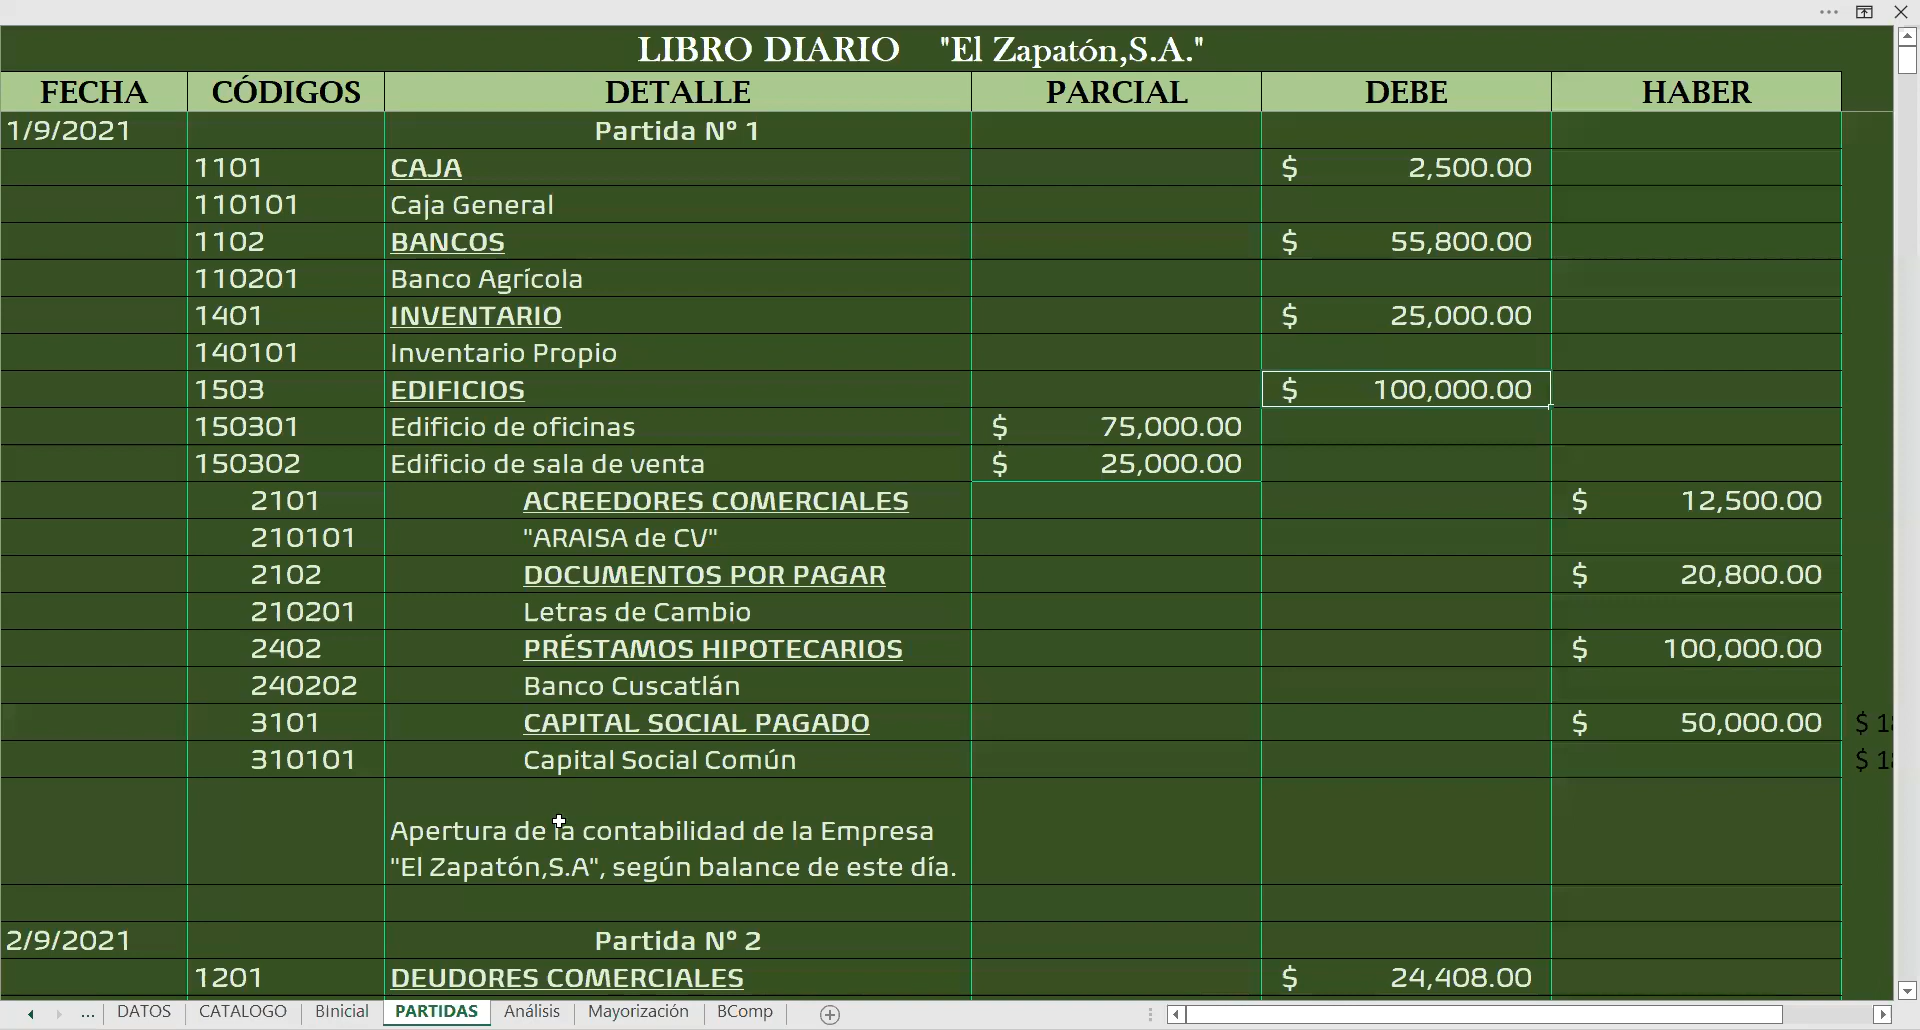 LIBRO DIARIO "El Zapatón,S.A."
FECHA CÓDIGOS DETALLE PARCIAL DEBE HABER
1/9/2021 Partida Nº 1
1101 CAJA $ 2,500.00
110101 Caja General
1102 BANCOS $ 55,800.00
110201 Banco Agrícola
1401 INVENTARIO $ 25,000.00
140101 Inventario Propio
1503 EDIFICIOS $ 100,000.00
150301 Edificio de oficinas $ 75,000.00
150302 Edificio de sala de venta $ 25,000.00
2101 ACREEDORES COMERCIALES $ 12,500.00
210101 "ARAISA de CV"
2102 DOCUMENTOS POR PAGAR $ 20,800.00
210201 Letras de Cambio
2402 PRÉSTAMOS HIPOTECARIOS $ 100,000.00
240202 Banco Cuscatlán
3101 CAPITAL SOCIAL PAGADO $ 50,000.00
310101 Capital Social Común
Apertura de la contabilidad de la Empresa
"El Zapatón,S.A", según balance de este día.
2/9/2021 Partida Nº 2
1201 DEUDORES COMERCIALES $ 24,408.00
... DATOS CATALOGO BInicial PARTIDAS Análisis Mayorización BComp